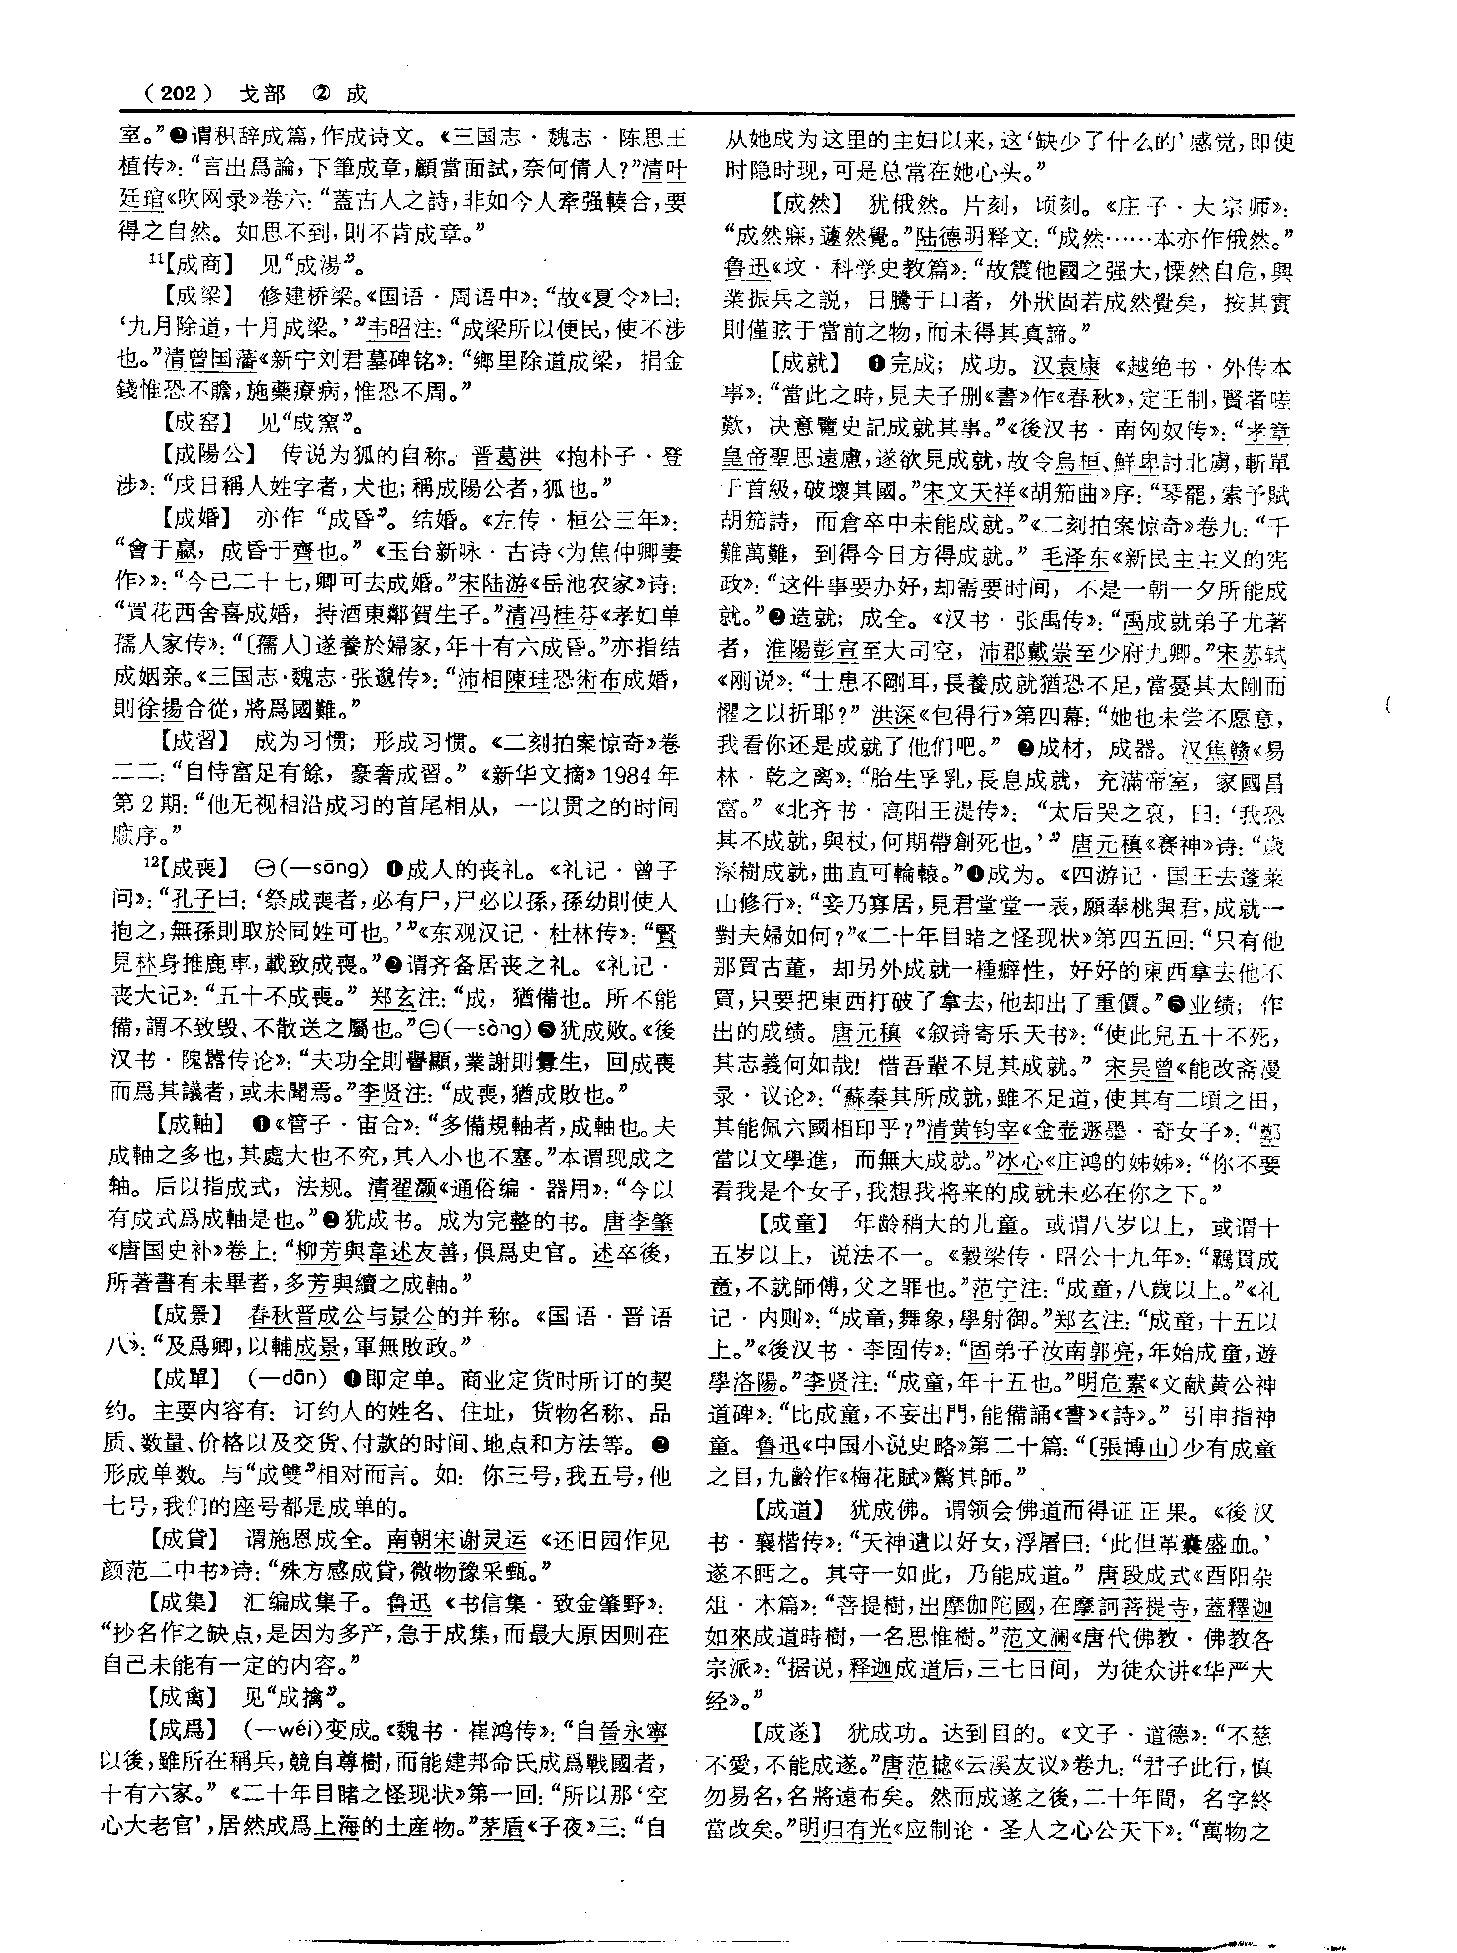 （202） 戈部 ② 成
室。”❷谓积辞成篇，作成诗文。《三国志·魏志·陈思王
植传》：“言出爲論，下筆成章，顧當面試，奈何倩人？”清叶
廷琯《吹网录》卷六：“蓋古人之詩，非如今人牽强輳合，要
得之自然。如思不到，則不肯成章。”
11【成商】 见“成湯”。
【成梁】 修建桥梁。《国语·周语中》：“故《夏令》曰：
‘九月除道，十月成梁。’”韦昭注：“成梁所以便民，使不涉
也。”清曾国藩《新宁刘君墓碑铭》：“鄉里除道成梁，捐金
錢惟恐不贍，施藥療病，惟恐不周。”
【成窑】 见“成窯”。
【成陽公】 传说为狐的自称。晋葛洪《抱朴子·登
涉》：“戌日稱人姓字者，犬也；稱成陽公者，狐也。”
【成婚】 亦作“成昏”。结婚。《左传·桓公三年》：
“會于嬴，成昏于齊也。”《玉台新咏·古诗〈为焦仲卿妻
作〉》：“今已二十七，卿可去成婚。”宋陆游《岳池农家》诗：
“買花西舍喜成婚，持酒東鄰賀生子。”清冯桂芬《孝妇单
孺人家传》：“〔孺人〕遂養於婦家，年十有六成昏。”亦指结
成姻亲。《三国志·魏志·张邈传》：“沛相陳珪恐術布成婚，
則徐揚合從，將爲國難。”
【成習】 成为习惯；形成习惯。《二刻拍案惊奇》卷
二二：“自恃富足有餘，豪奢成習。”《新华文摘》1984年
第2期：“他无视相沿成习的首尾相从，一以贯之的时间
顺序。”
12【成喪】 ㊀（—sāng） ❶成人的丧礼。《礼记·曾子
问》：“孔子曰：‘祭成喪者，必有尸，尸必以孫，孫幼則使人
抱之，無孫則取於同姓可也。’”《东观汉记·杜林传》：“賢
見林身推鹿車，載致成喪。”❷谓齐备居丧之礼。《礼记·
丧大记》：“五十不成喪。”郑玄注：“成，猶備也。所不能
備，謂不致毁、不散送之屬也。”㊁（—sàng）❸犹成败。《後
汉书·隗嚣传论》：“夫功全則譽顯，業謝則釁生，回成喪
而爲其議者，或未聞焉。”李贤注：“成喪，猶成敗也。”
【成軸】 ❶《管子·宙合》：“多備規軸者，成軸也。夫
成軸之多也，其處大也不究，其入小也不塞。”本谓现成之
轴。后以指成式，法规。清翟灏《通俗编·器用》：“今以
有成式爲成軸是也。”❷犹成书。成为完整的书。唐李肇
《唐国史补》卷上：“柳芳與韋述友善，俱爲史官。述卒後，
所著書有未畢者，多芳與續之成軸。”
【成景】 春秋晋成公与景公的并称。《国语·晋语
八》：“及爲卿，以輔成景，軍無敗政。”
【成單】 （—dān） ❶即定单。商业定货时所订的契
约。主要内容有：订约人的姓名、住址，货物名称、品
质、数量、价格以及交货、付款的时间、地点和方法等。 ❷
形成单数。与“成雙”相对而言。如：你三号，我五号，他
七号，我们的座号都是成单的。
【成貸】 谓施恩成全。南朝宋谢灵运《还旧园作见
颜范二中书》诗：“殊方感成貸，微物豫采甄。”
【成集】 汇编成集子。鲁迅《书信集·致金肇野》：
“抄名作之缺点，是因为多产，急于成集，而最大原因则在
自己未能有一定的内容。”
【成禽】 见“成擒”。
【成爲】 （—wéi）变成。《魏书·崔鸿传》：“自晉永寧
以後，雖所在稱兵，競自尊樹，而能建邦命氏成爲戰國者，
十有六家。”《二十年目睹之怪现状》第一回：“所以那‘空
心大老官’，居然成爲上海的土産物。”茅盾《子夜》三：“自
从她成为这里的主妇以来，这‘缺少了什么的’感觉，即使
时隐时现，可是总常在她心头。”
【成然】 犹俄然。片刻，顷刻。《庄子·大宗师》：
“成然寐，蘧然覺。”陆德明释文：“成然……本亦作俄然。”
鲁迅《坟·科学史教篇》：“故震他國之强大，慄然自危，興
業振兵之説，日騰于口者，外狀固若成然覺矣，按其實
則僅眩于當前之物，而未得其真諦。”
【成就】 ❶完成；成功。汉袁康《越绝书·外传本
事》：“當此之時，見夫子删《書》作《春秋》，定王制，賢者嗟
歎，决意覽史記成就其事。”《後汉书·南匈奴传》：“孝章
皇帝聖思遠慮，遂欲見成就，故令烏桓、鮮卑討北虜，斬單
于首級，破壞其國。”宋文天祥《胡笳曲》序：“琴罷，索予賦
胡笳詩，而倉卒中未能成就。”《二刻拍案惊奇》卷九：“千
難萬難，到得今日方得成就。”毛泽东《新民主主义的宪
政》：“这件事要办好，却需要时间，不是一朝一夕所能成
就。”❷造就；成全。《汉书·张禹传》：“禹成就弟子尤著
者，淮陽彭宣至大司空，沛郡戴崇至少府九卿。”宋苏轼
《刚说》：“士患不剛耳，長養成就猶恐不足，當憂其太剛而
懼之以折耶？”洪深《包得行》第四幕：“她也未尝不愿意，
我看你还是成就了他们吧。”❸成材，成器。汉焦赣《易
林·乾之离》：“胎生孚乳，長息成就，充滿帝室，家國昌
富。”《北齐书·高阳王湜传》：“太后哭之哀，曰：‘我恐
其不成就，與杖，何期帶創死也。’”唐元稹《赛神》诗：“歲
深樹成就，曲直可輪轅。”❹成为。《四游记·国王去蓬莱
山修行》：“妾乃寡居，見君堂堂一表，願奉桃與君，成就一
對夫婦如何？”《二十年目睹之怪现状》第四五回：“只有他
那買古董，却另外成就一種癖性，好好的東西拿去他不
買，只要把東西打破了拿去，他却出了重價。”❺业绩；作
出的成绩。唐元稹《叙诗寄乐天书》：“使此兒五十不死，
其志義何如哉！惜吾輩不見其成就。”宋吴曾《能改斋漫
录·议论》：“蘇秦其所成就，雖不足道，使其有二頃之田，
其能佩六國相印乎？”清黄钧宰《金壶遯墨·奇女子》：“鄭
當以文學進，而無大成就。”冰心《庄鸿的姊姊》：“你不要
看我是个女子，我想我将来的成就未必在你之下。”
【成童】 年龄稍大的儿童。或谓八岁以上，或谓十
五岁以上，说法不一。《穀梁传·昭公十九年》：“羈貫成
童，不就師傅，父之罪也。”范宁注：“成童，八歲以上。”《礼
记·内则》：“成童，舞象，學射御。”郑玄注：“成童，十五以
上。”《後汉书·李固传》：“固弟子汝南郭亮，年始成童，遊
學洛陽。”李贤注：“成童，年十五也。”明危素《文献黄公神
道碑》：“比成童，不妄出門，能備誦《書》《詩》。”引申指神
童。鲁迅《中国小说史略》第二十篇：“〔張博山〕少有成童
之目，九齡作《梅花賦》驚其師。”
【成道】 犹成佛。谓领会佛道而得证正果。《後汉
书·襄楷传》：“天神遺以好女，浮屠曰：‘此但革囊盛血。’
遂不眄之。其守一如此，乃能成道。”唐段成式《酉阳杂
俎·木篇》：“菩提樹，出摩伽陀國，在摩訶菩提寺，蓋釋迦
如來成道時樹，一名思惟樹。”范文澜《唐代佛教·佛教各
宗派》：“据说，释迦成道后，三七日间，为徒众讲《华严大
经》。”
【成遂】 犹成功。达到目的。《文子·道德》：“不慈
不愛，不能成遂。”唐范摅《云溪友议》卷九：“君子此行，慎
勿易名，名將遠布矣。然而成遂之後，二十年間，名字終
當改矣。”明归有光《应制论·圣人之心公天下》：“萬物之